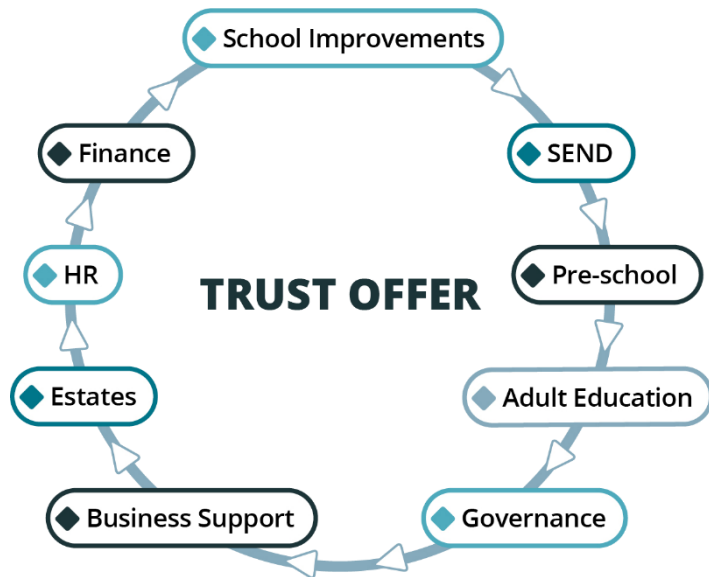 School Improvements
Finance
SEND
HR
Pre-school
TRUST OFFER
Estates
Adult Education
Business Support
Governance